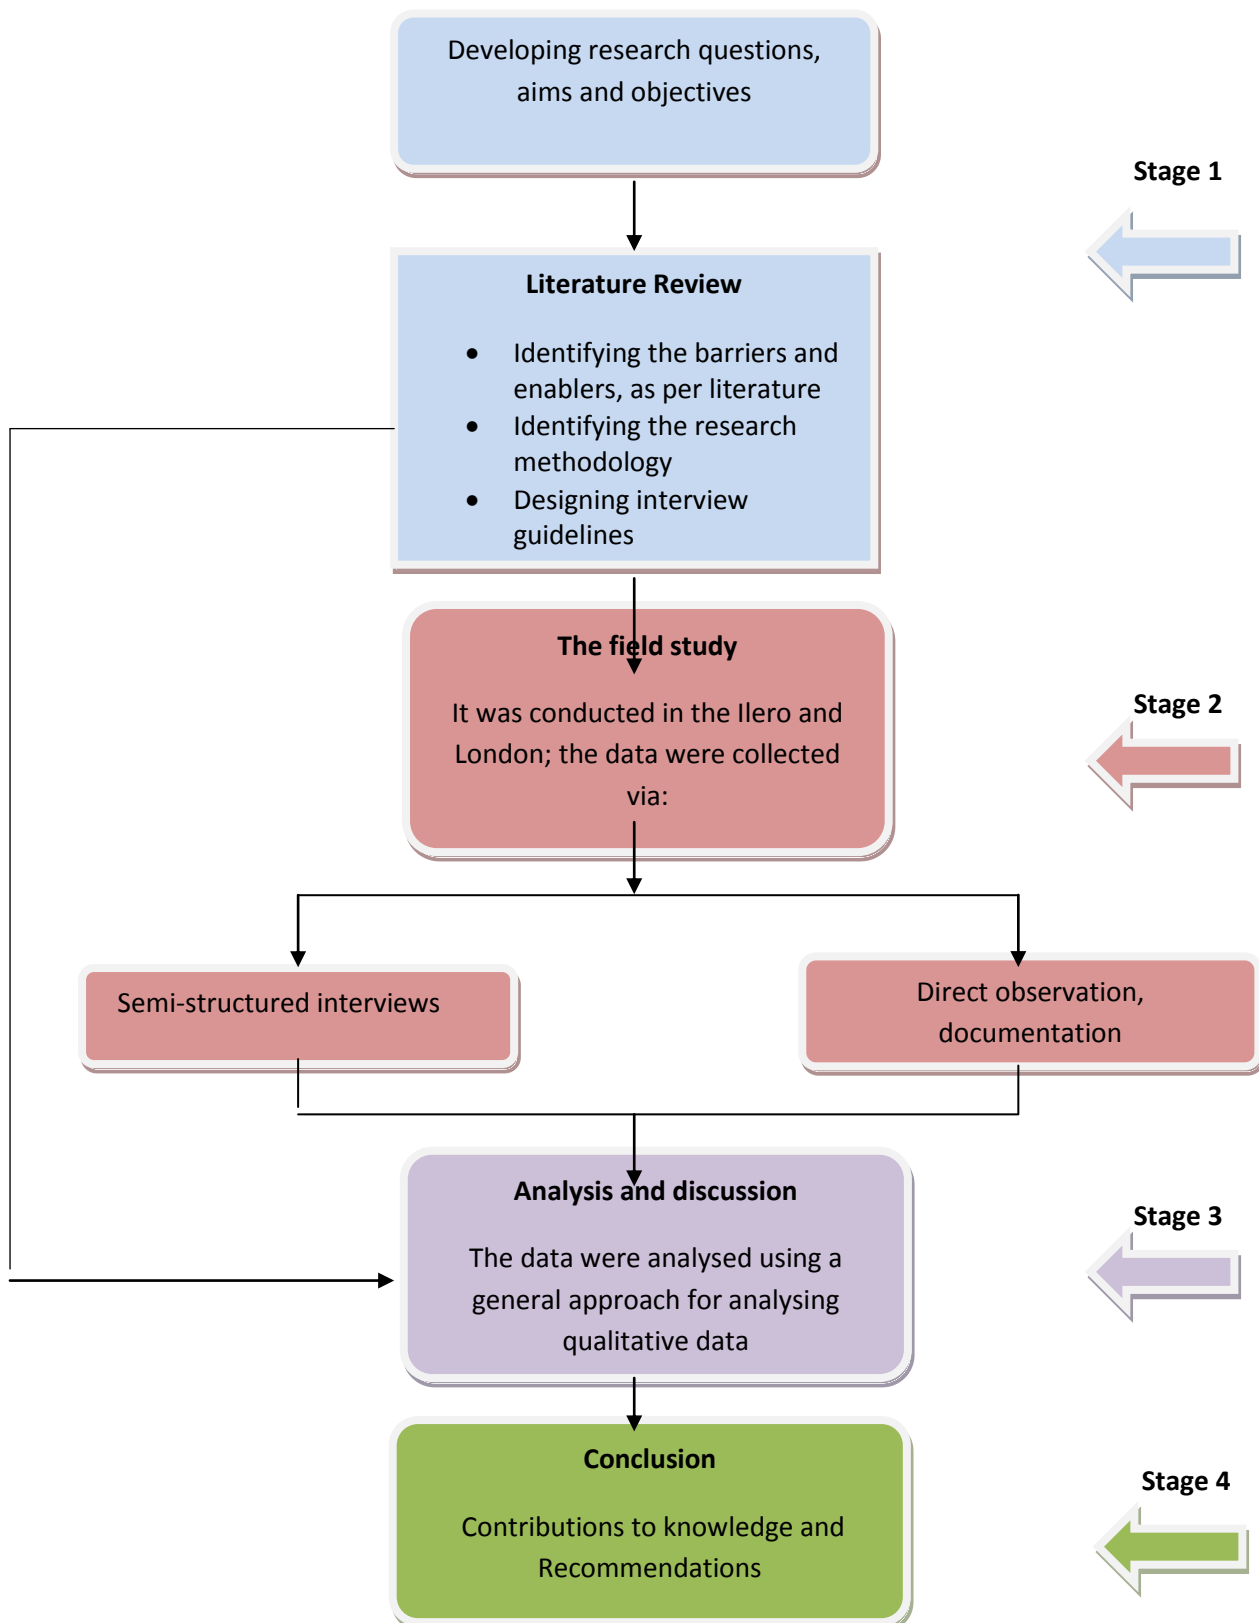 Developing research questions,
aims and objectives
Stage 1
Literature Review
• Identifying the barriers and
enablers, as per literature
• Identifying the research
methodology
• Designing interview
guidelines
The field study
It was conducted in the Ilero and
London; the data were collected
via:
Stage 2
Semi-structured interviews
Direct observation,
documentation
Analysis and discussion
The data were analysed using a
general approach for analysing
qualitative data
Stage 3
Conclusion
Contributions to knowledge and
Recommendations
Stage 4